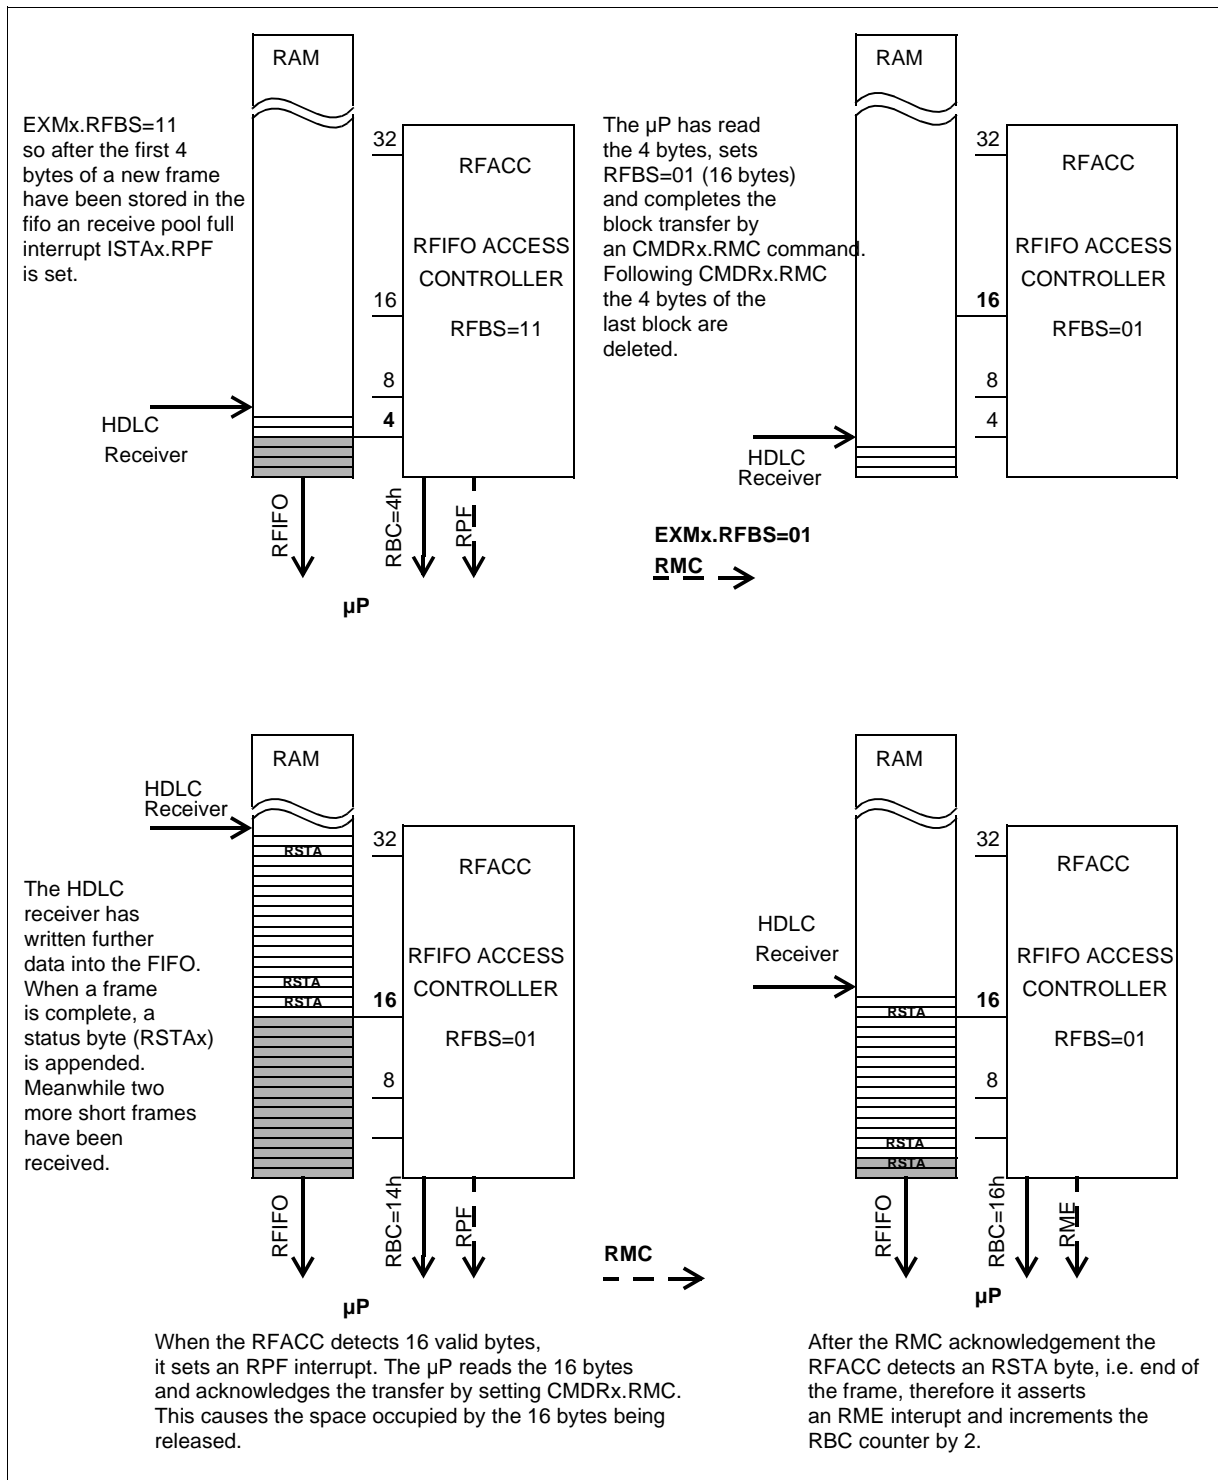 RAM
EXMx.RFBS=11
so after the first 4
bytes of a new frame
have been stored in the
fifo an receive pool full
interrupt ISTAx.RPF
is set.
32
RFACC
RFIFO ACCESS
CONTROLLER
16
RFBS=11
8
4
HDLC
Receiver
RFIFO
RBC=4h
RPF
µP
The µP has read
the 4 bytes, sets
RFBS=01 (16 bytes)
and completes the
block transfer by
an CMDRx.RMC command.
Following CMDRx.RMC
the 4 bytes of the
last block are
deleted.
RAM
32
RFACC
RFIFO ACCESS
CONTROLLER
16
RFBS=01
8
4
HDLC
Receiver
EXMx.RFBS=01
RMC
RAM
HDLC
Receiver
32
RSTA
RFACC
The HDLC
receiver has
written further
data into the FIFO.
When a frame
is complete, a
status byte (RSTAx)
is appended.
Meanwhile two
more short frames
have been
received.
RFIFO ACCESS
CONTROLLER
RSTA
RSTA
16
RFBS=01
8
RFIFO
RBC=14h
RPF
µP
RMC
When the RFACC detects 16 valid bytes,
it sets an RPF interrupt. The µP reads the 16 bytes
and acknowledges the transfer by setting CMDRx.RMC.
This causes the space occupied by the 16 bytes being
released.
RAM
32
RFACC
HDLC
Receiver
RFIFO ACCESS
CONTROLLER
16
RSTA
RFBS=01
8
RSTA
RSTA
RFIFO
RBC=16h
RME
µP
After the RMC acknowledgement the
RFACC detects an RSTA byte, i.e. end of
the frame, therefore it asserts
an RME interupt and increments the
RBC counter by 2.